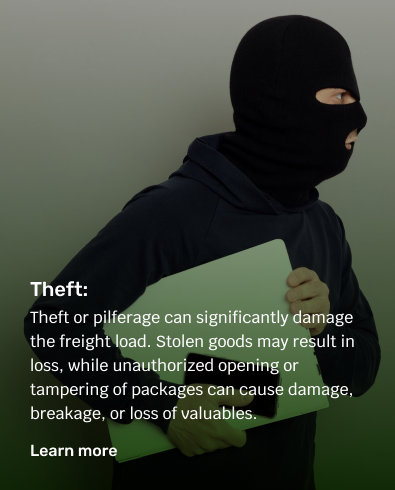 Theft:
Theft or pilferage can significantly damage
the freight load. Stolen goods may result in
loss, while unauthorized opening or
tampering of packages can cause damage,
breakage, or loss of valuables.
Learn more